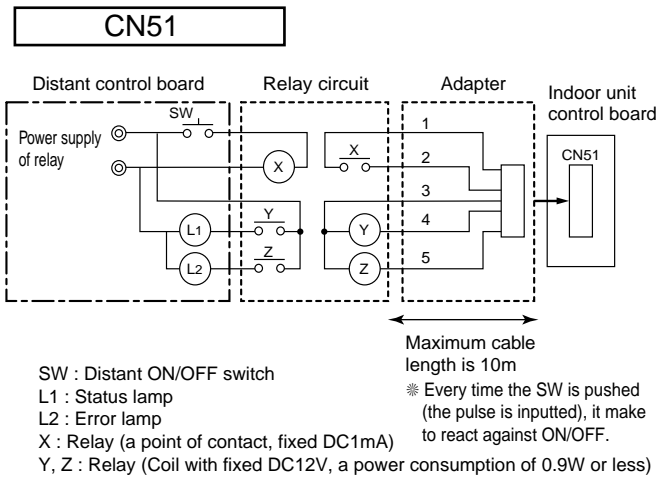 CN51
Distant control board
Relay circuit
Adapter
Indoor unit
control board
SW
Power supply
of relay
X
X
1
2
3
4
5
CN51
L1
Y
Y
L2
Z
Z
Maximum cable
length is 10m
SW : Distant ON/OFF switch
L1 : Status lamp
L2 : Error lamp
X : Relay (a point of contact, fixed DC1mA)
Y, Z : Relay (Coil with fixed DC12V, a power consumption of 0.9W or less)
※ Every time the SW is pushed
(the pulse is inputted), it make
to react against ON/OFF.